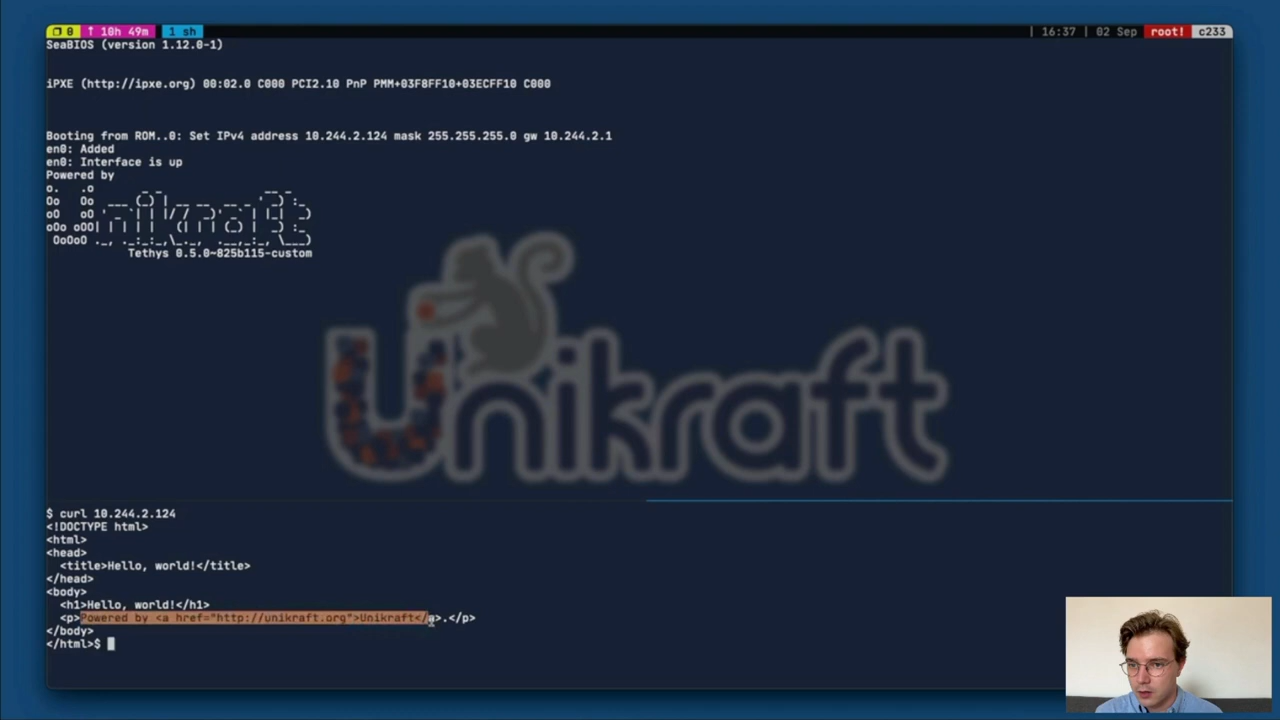 0 ↑ 10h 49m 1 sh | 16:37 | 02 Sep root! c233
SeaBIOS (version 1.12.0-1)
iPXE (http://ipxe.org) 00:02.0 C000 PCI2.10 PnP PMM+03F8FF10+03ECFF10 C000
Booting from ROM..0: Set IPv4 address 10.244.2.124 mask 255.255.255.0 gw 10.244.2.1
en0: Added
en0: Interface is up
Powered by
Unikraft
Tethys 0.5.0~825b115-custom
Unikraft
$ curl 10.244.2.124
<!DOCTYPE html>
<html>
<head>
<title>Hello, world!</title>
</head>
<body>
<h1>Hello, world!</h1>
<p>Powered by <a href="http://unikraft.org">Unikraft</a>.</p>
</body>
</html>$